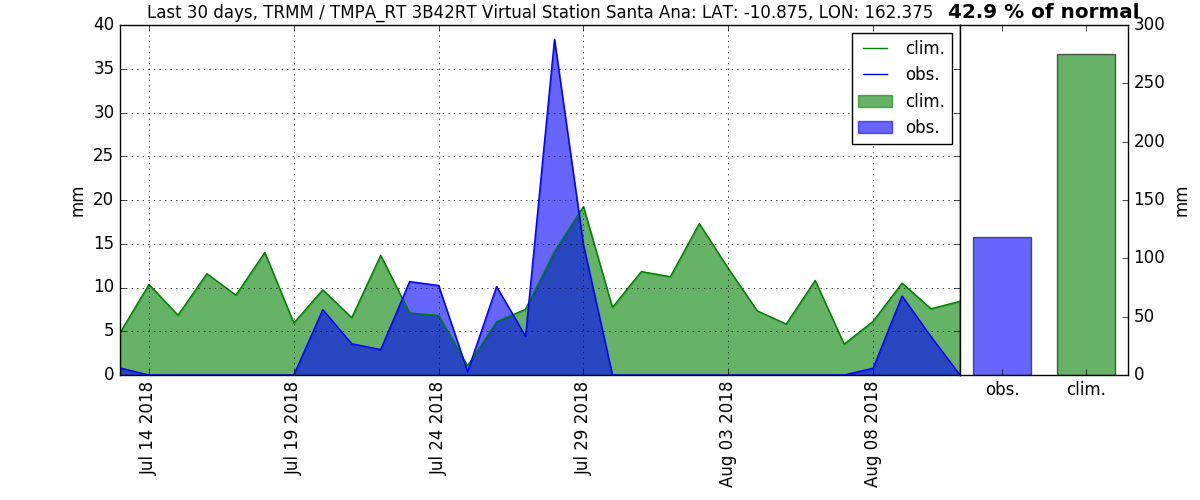 Last 30 days, TRMM / TMPA_RT 3B42RT Virtual Station Santa Ana: LAT: -10.875, LON: 162.375
42.9 % of normal
40
35
30
25
20
15
10
5
0
mm
clim.
obs.
clim.
obs.
300
250
200
150
100
50
0
mm
Jul 14 2018
Jul 19 2018
Jul 24 2018
Jul 29 2018
Aug 03 2018
Aug 08 2018
obs.
clim.